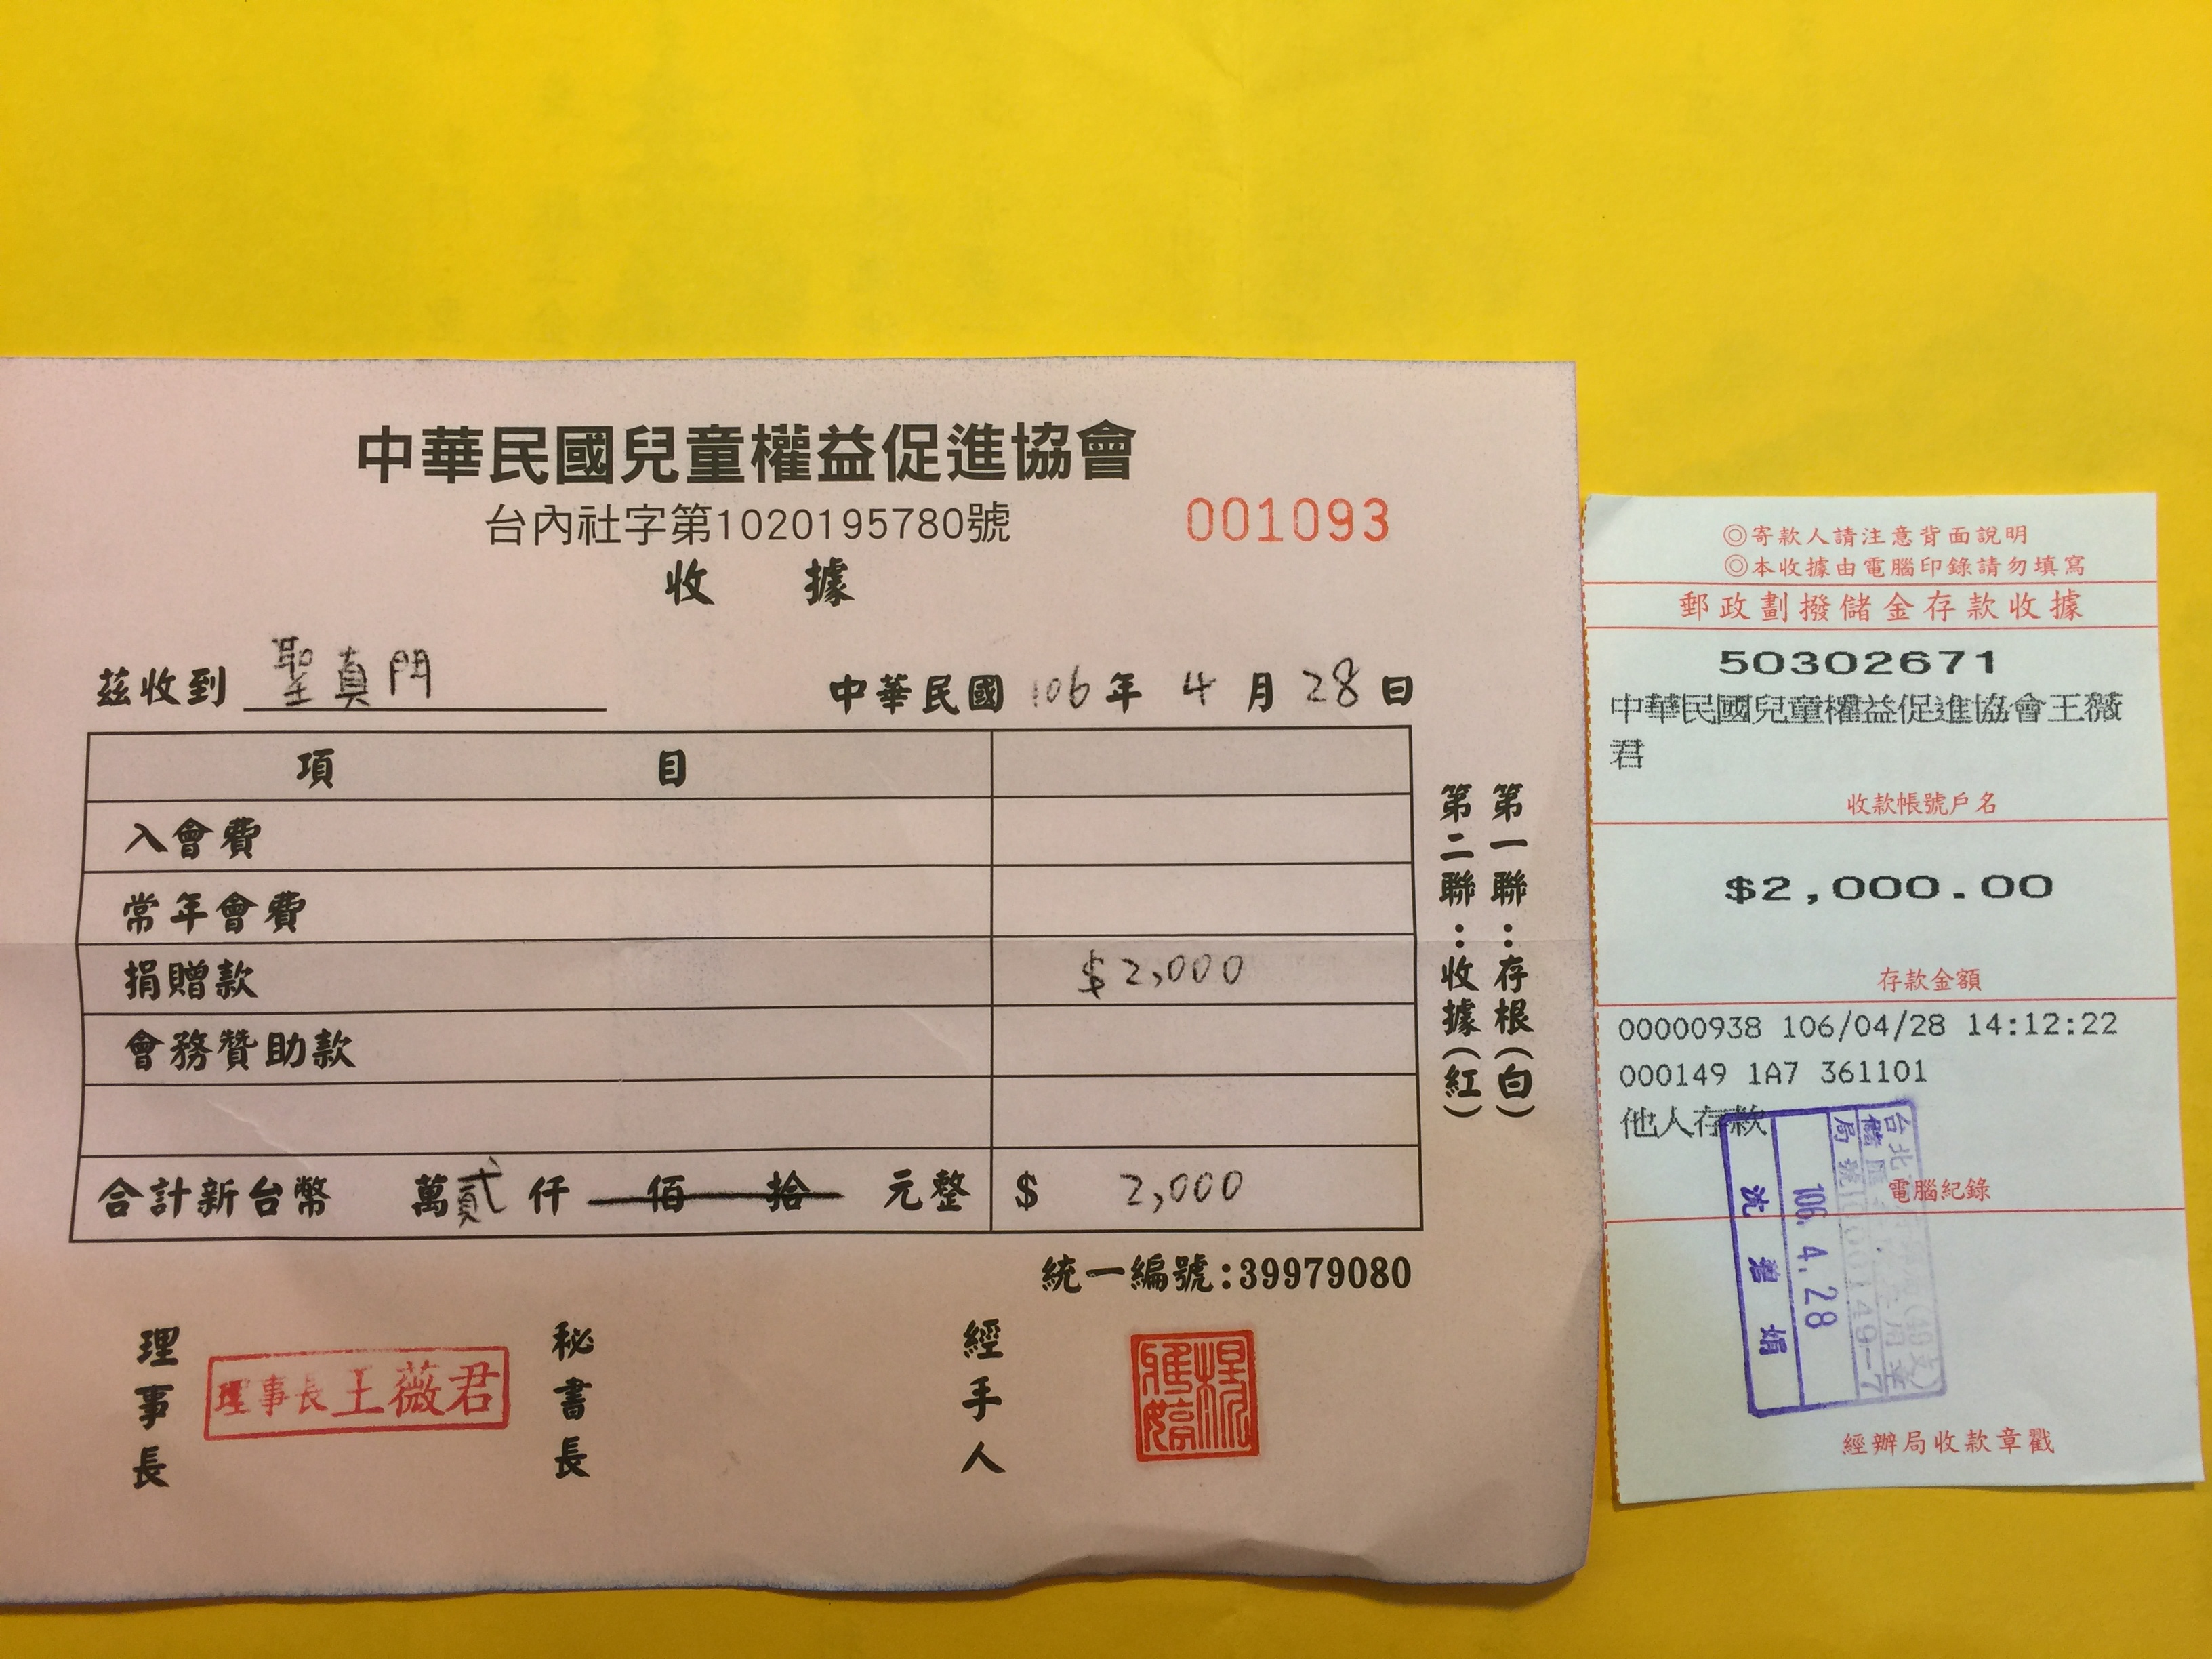 中華民國兒童權益促進協會
台內社字第1020195780號
001093
收 據
茲收到 聖真門 中華民國 106 年 4 月 28 日
項 目
入會費
常年會費
捐贈款 $2,000
會務贊助款
合計新台幣 萬貳仟 佰 拾 元整 $ 2,000
第一聯：存根（白）
第二聯：收據（紅）
統一編號：39979080
理事長 理事長王薇君 秘書長 經手人
◎寄款人請注意背面說明
◎本收據由電腦印錄請勿填寫
郵政劃撥儲金存款收據
50302671
中華民國兒童權益促進協會王薇
君
收款帳號戶名
$2,000.00
存款金額
00000938 106/04/28 14:12:22
000149 1A7 361101
他人存款
電腦紀錄
106. 4. 28
經辦局收款章戳